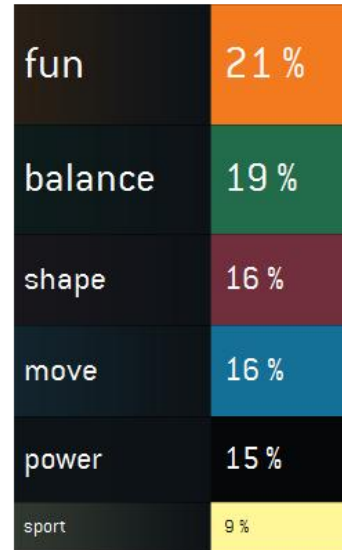 fun 21%
balance 19%
shape 16%
move 16%
power 15%
sport 9%